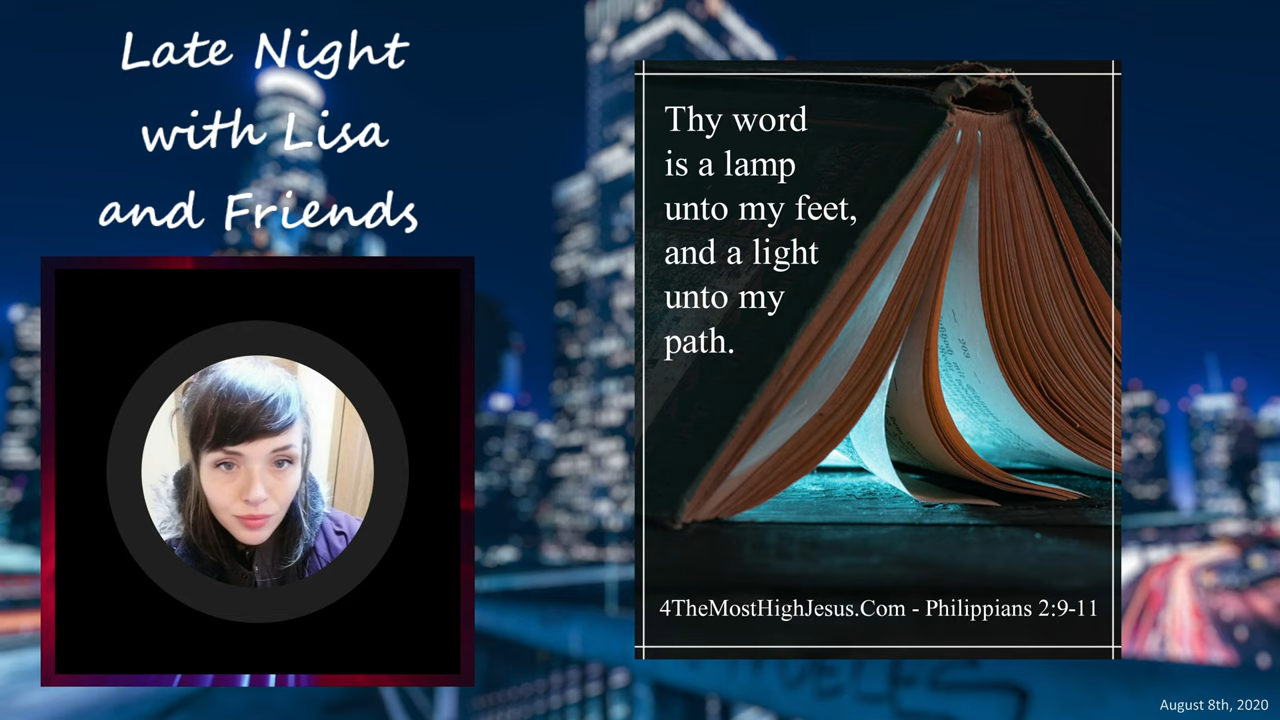 Late Night
with Lisa
and Friends
Thy word
is a lamp
unto my feet,
and a light
unto my
path.
4TheMostHighJesus.Com - Philippians 2:9-11
August 8th, 2020